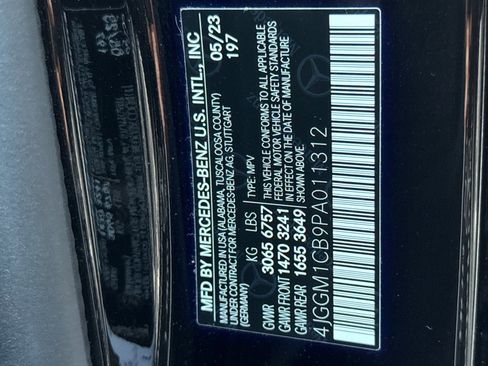 MFD BY MERCEDES-BENZ U.S. INTL., INC
MANUFACTURED IN USA (ALABAMA, TUSCALOOSA COUNTY)
UNDER CONTRACT FOR MERCEDES-BENZ AG, STUTTGART
(GERMANY)
05/23
197
KG LBS TYPE: MPV
GVWR 3065 6757
GAWR FRONT 1470 3241
GAWR REAR 1655 3649
THIS VEHICLE CONFORMS TO ALL APPLICABLE
FEDERAL MOTOR VEHICLE SAFETY STANDARDS
IN EFFECT ON THE DATE OF MANUFACTURE
SHOWN ABOVE.
4JGGM1CB9PA011312